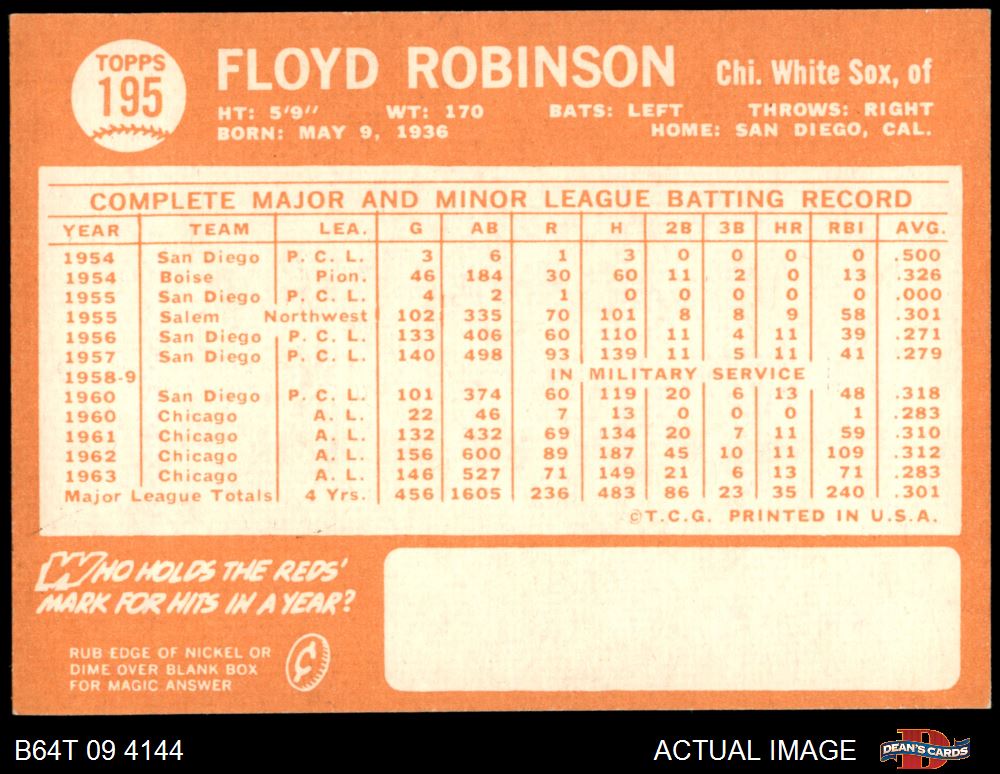 TOPPS
195
FLOYD ROBINSON Chi. White Sox, of
HT: 5'9" WT: 170 BATS: LEFT THROWS: RIGHT
BORN: MAY 9, 1936 HOME: SAN DIEGO, CAL.
COMPLETE MAJOR AND MINOR LEAGUE BATTING RECORD
YEAR TEAM LEA. G AB R H 2B 3B HR RBI AVG.
1954 San Diego P. C. L. 3 6 1 3 0 0 0 0 .500
1954 Boise Pion. 46 184 30 60 11 2 0 13 .326
1955 San Diego P. C. L. 4 2 1 0 0 0 0 0 .000
1955 Salem Northwest 102 335 70 101 8 8 9 58 .301
1956 San Diego P. C. L. 133 406 60 110 11 4 11 39 .271
1957 San Diego P. C. L. 140 498 93 139 11 5 11 41 .279
1958-9 IN MILITARY SERVICE
1960 San Diego P. C. L. 101 374 60 119 20 6 13 48 .318
1960 Chicago A. L. 22 46 7 13 0 0 0 1 .283
1961 Chicago A. L. 132 432 69 134 20 7 11 59 .310
1962 Chicago A. L. 156 600 89 187 45 10 11 109 .312
1963 Chicago A. L. 146 527 71 149 21 6 13 71 .283
Major League Totals 4 Yrs. 456 1605 236 483 86 23 35 240 .301
©T.C.G. PRINTED IN U.S.A.
WHO HOLDS THE REDS'
MARK FOR HITS IN A YEAR?
RUB EDGE OF NICKEL OR
DIME OVER BLANK BOX
FOR MAGIC ANSWER
B64T 09 4144 ACTUAL IMAGE DEAN'S CARDS